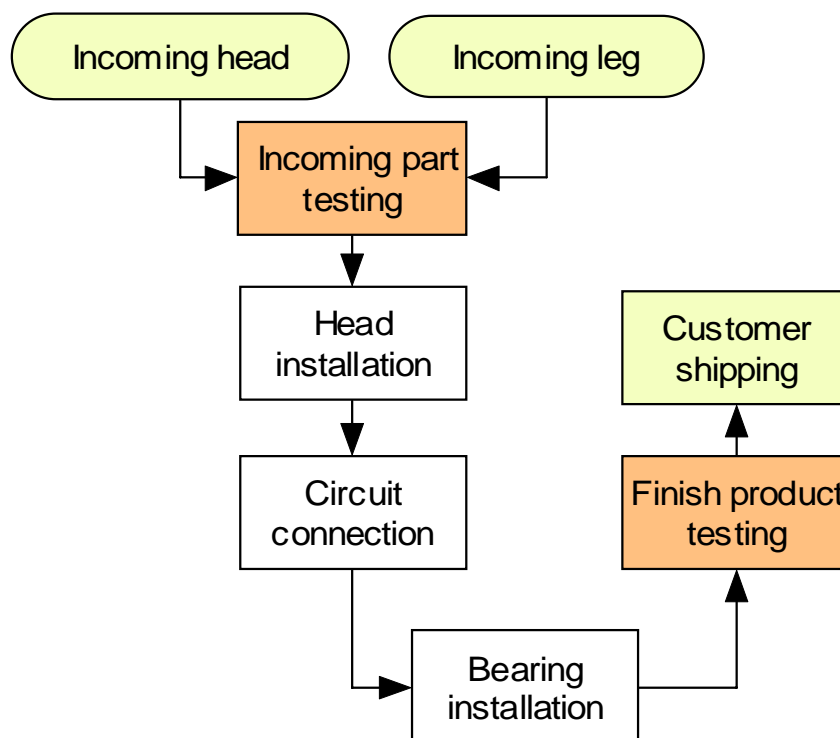 Incoming head
Incoming leg
Incoming part
testing
Head
installation
Circuit
connection
Bearing
installation
Finish product
testing
Customer
shipping